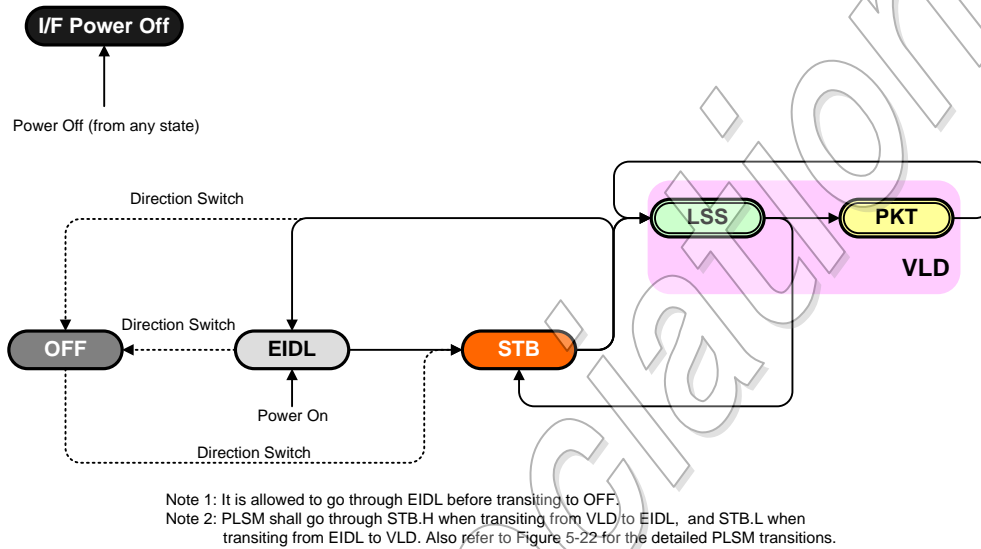 I/F Power Off
Power Off (from any state)
Direction Switch
LSS
PKT
VLD
Direction Switch
OFF
EIDL
STB
Power On
Direction Switch
Note 1: It is allowed to go through EIDL before transiting to OFF.
Note 2: PLSM shall go through STB.H when transiting from VLD to EIDL, and STB.L when
transiting from EIDL to VLD. Also refer to Figure 5-22 for the detailed PLSM transitions.
ciation